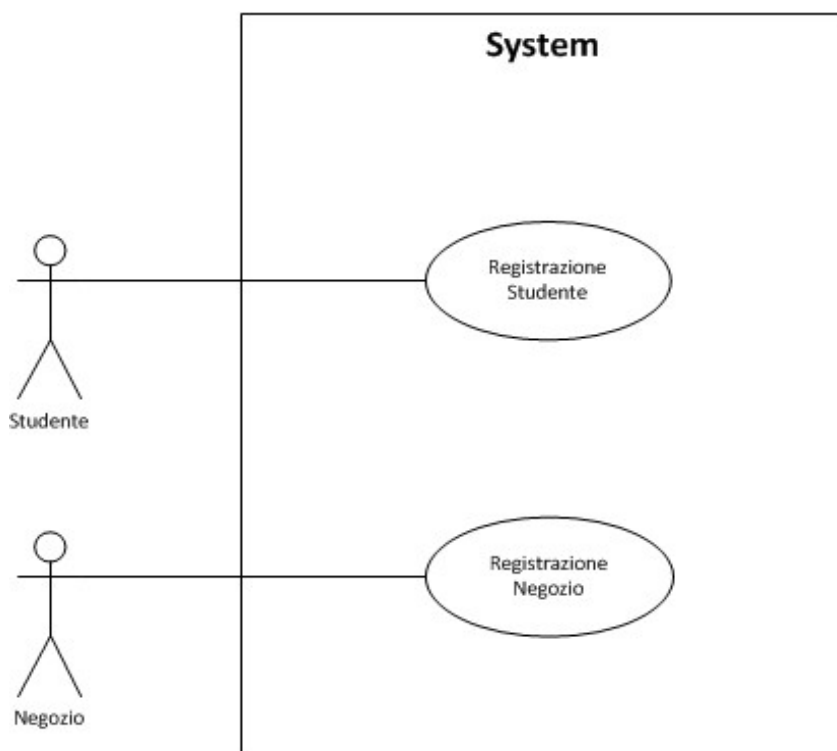 System
Registrazione
Studente
Studente
Registrazione
Negozio
Negozio